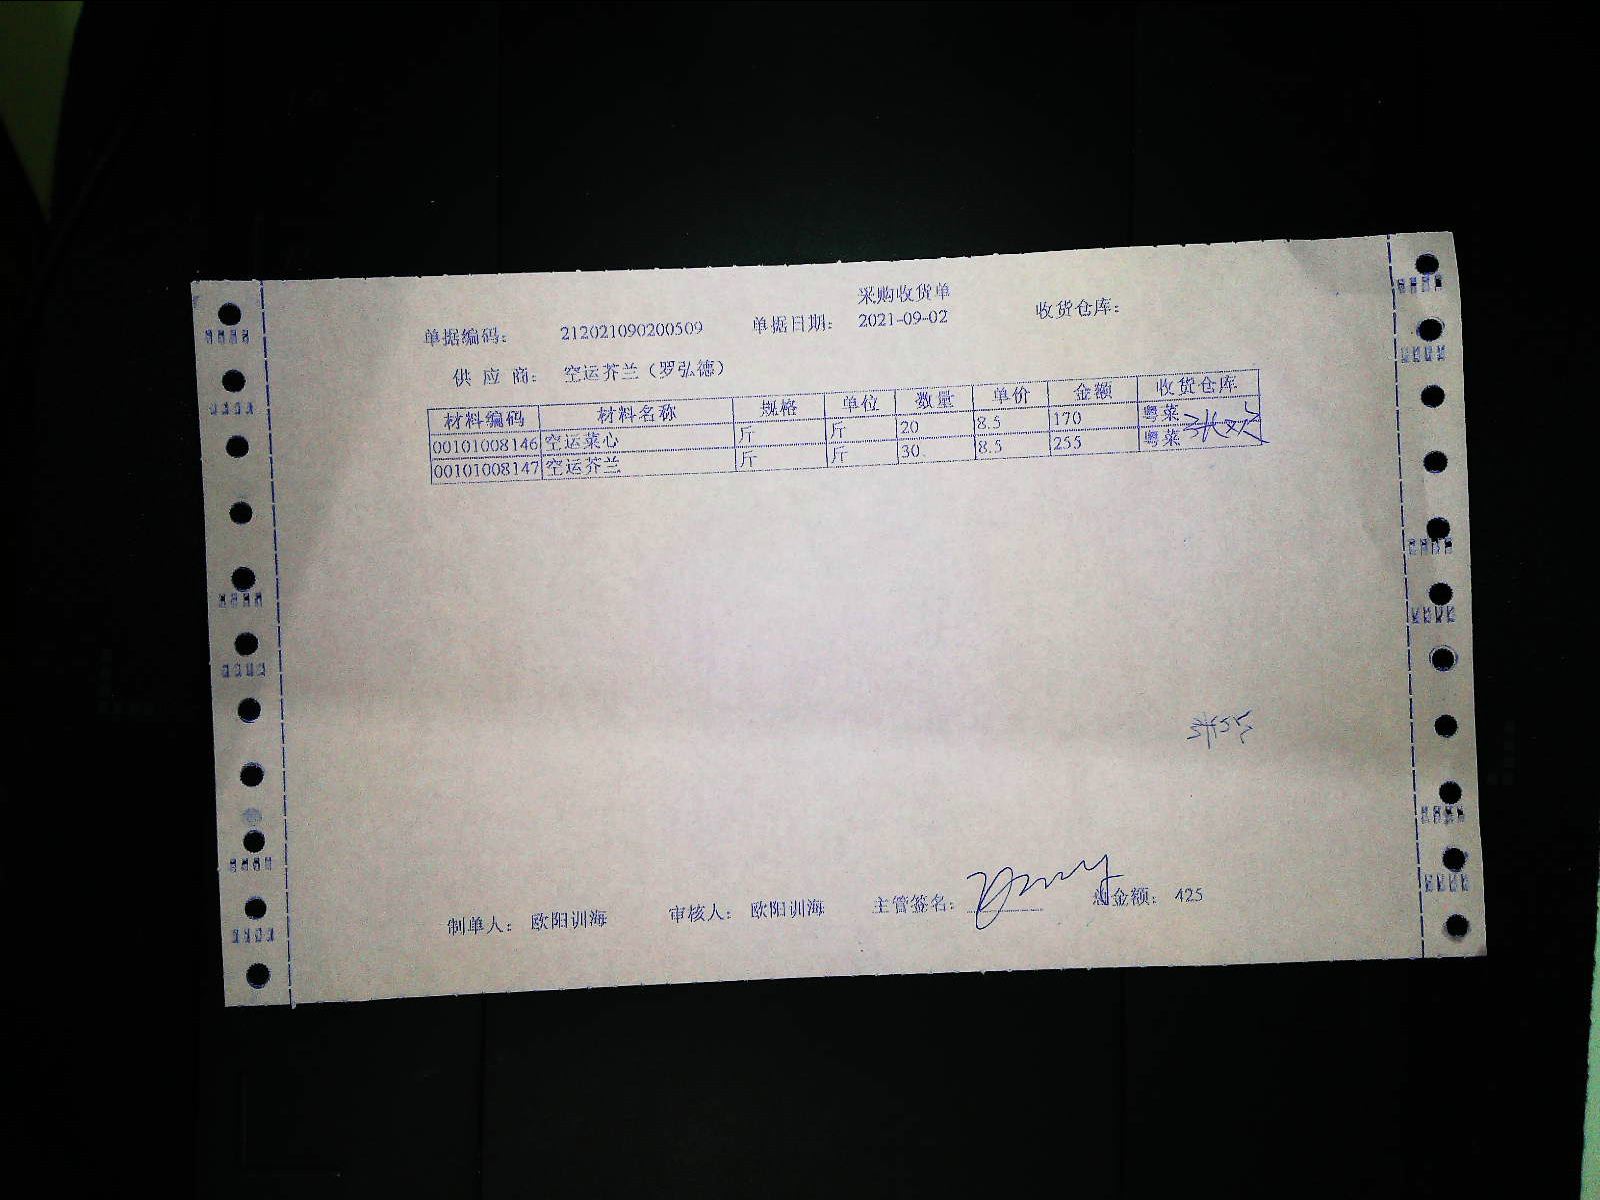 采购收货单
单据编码: 212021090200509 单据日期: 2021-09-02 收货仓库:
供应商: 空运芥兰(罗弘德)
材料编码 材料名称 规格 单位 数量 单价 金额 收货仓库
00101008146 空运菜心 斤 斤 20 8.5 170 粤菜
00101008147 空运芥兰 斤 斤 30 8.5 255 粤菜
制单人: 欧阳训海 审核人: 欧阳训海 主管签名: 总金额: 425